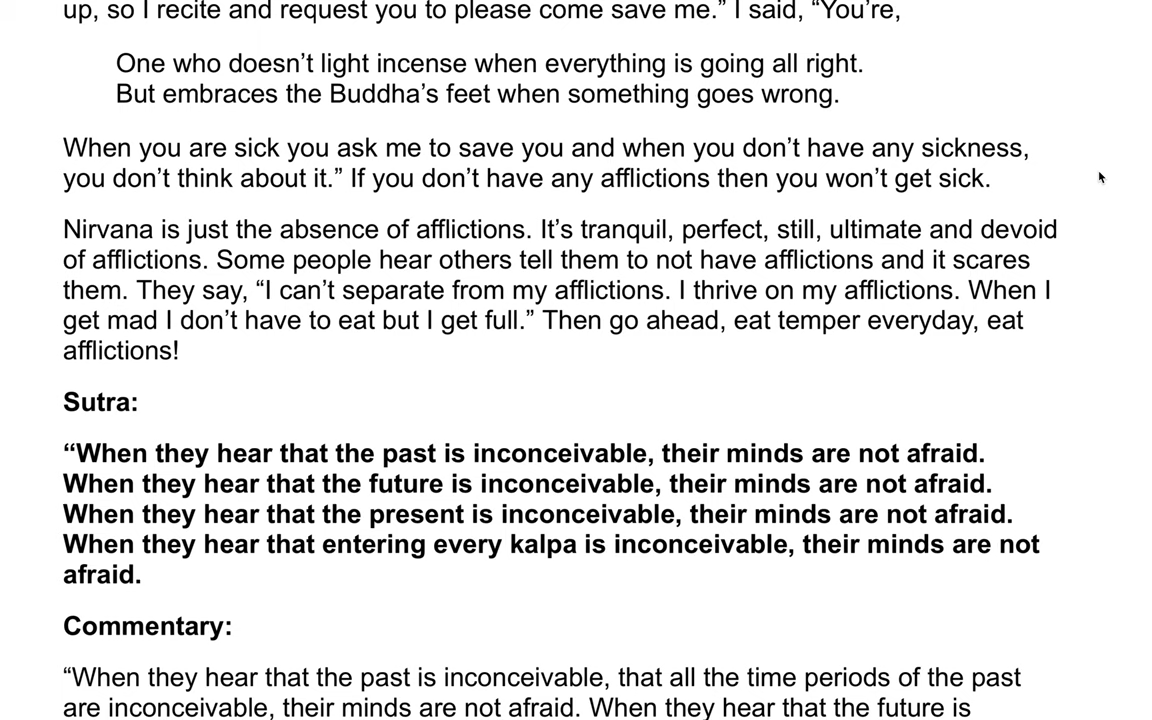 up, so I recite and request you to please come save me.” I said, “You’re,
One who doesn’t light incense when everything is going all right.
But embraces the Buddha’s feet when something goes wrong.
When you are sick you ask me to save you and when you don’t have any sickness,
you don’t think about it.” If you don’t have any afflictions then you won’t get sick.
Nirvana is just the absence of afflictions. It’s tranquil, perfect, still, ultimate and devoid
of afflictions. Some people hear others tell them to not have afflictions and it scares
them. They say, “I can’t separate from my afflictions. I thrive on my afflictions. When I
get mad I don’t have to eat but I get full.” Then go ahead, eat temper everyday, eat
afflictions!
Sutra:
“When they hear that the past is inconceivable, their minds are not afraid.
When they hear that the future is inconceivable, their minds are not afraid.
When they hear that the present is inconceivable, their minds are not afraid.
When they hear that entering every kalpa is inconceivable, their minds are not
afraid.
Commentary:
“When they hear that the past is inconceivable, that all the time periods of the past
are inconceivable, their minds are not afraid. When they hear that the future is